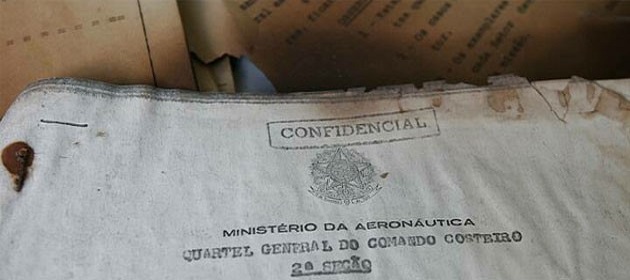 CONFIDENCIAL
MINISTÉRIO DA AERONÁUTICA
QUARTEL GENERAL DO COMANDO COSTEIRO
2ª SEÇÃO